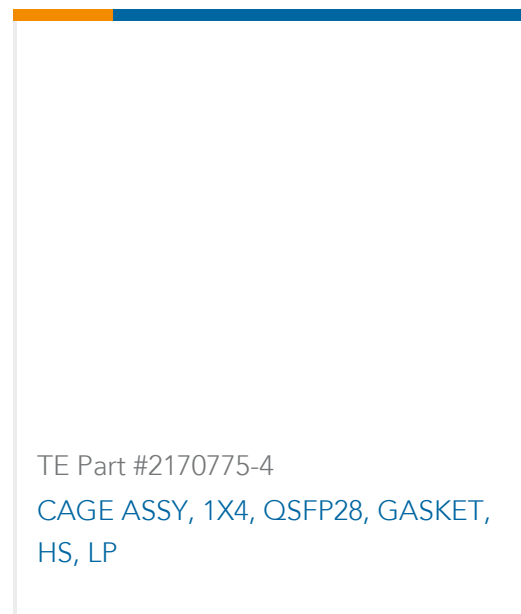 TE Part #2170775-4
CAGE ASSY, 1X4, QSFP28, GASKET,
HS, LP